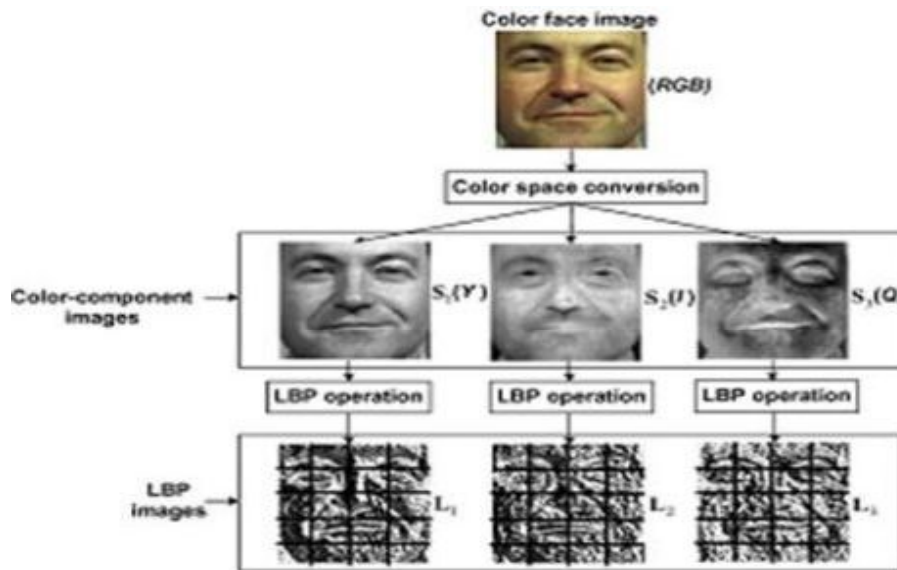 Color face image
(RGB)
Color space conversion
Color-component
images
S₁(Y)
S₂(I)
S₃(Q
LBP operation
LBP operation
LBP operation
LBP
images
L₁
L₂
L₃